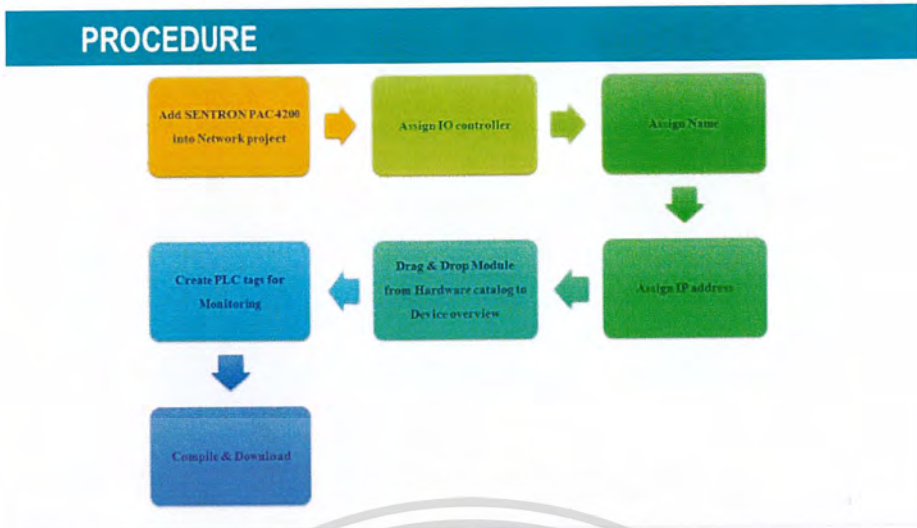 PROCEDURE
Add SENTRON PAC4200
into Network project
Assign IO controller
Assign Name
Assign IP address
Drag & Drop Module
from Hardware catalog to
Device overview
Create PLC tags for
Monitoring
Compile & Download